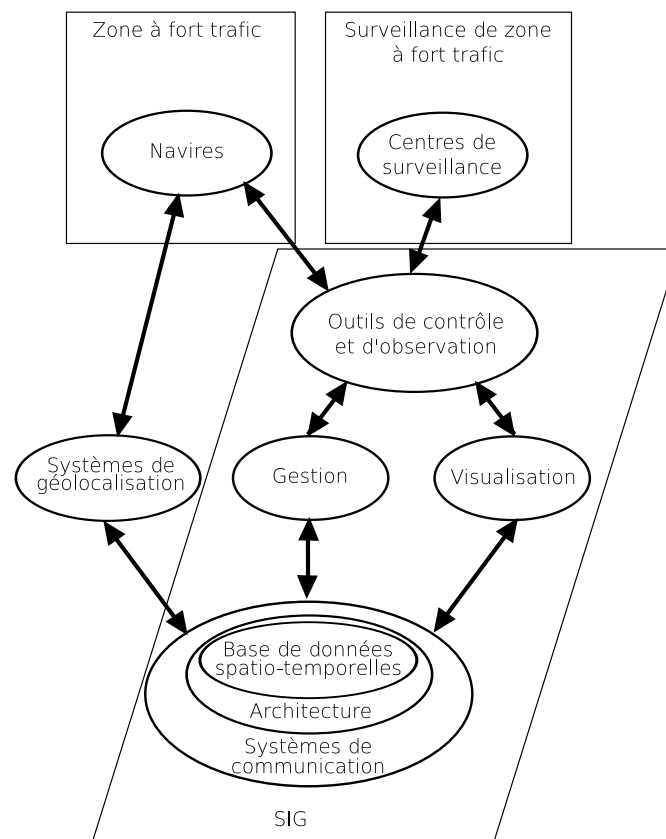 Zone à fort trafic
Surveillance de zone
à fort trafic
Navires
Centres de
surveillance
Outils de contrôle
et d'observation
Systèmes de
géolocalisation
Gestion
Visualisation
Base de données
spatio-temporelles
Architecture
Systèmes de
communication
SIG